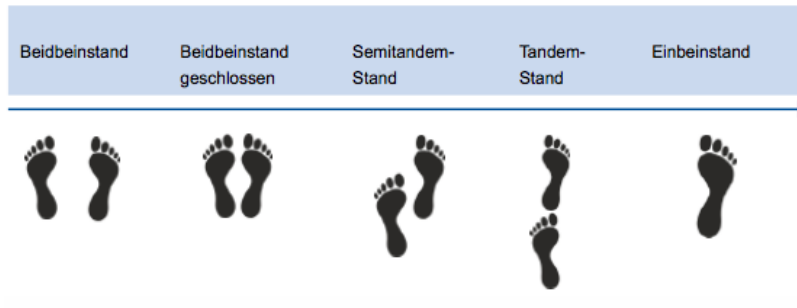 Beidbeinstand
Beidbeinstand
geschlossen
Semitandem-
Stand
Tandem-
Stand
Einbeinstand